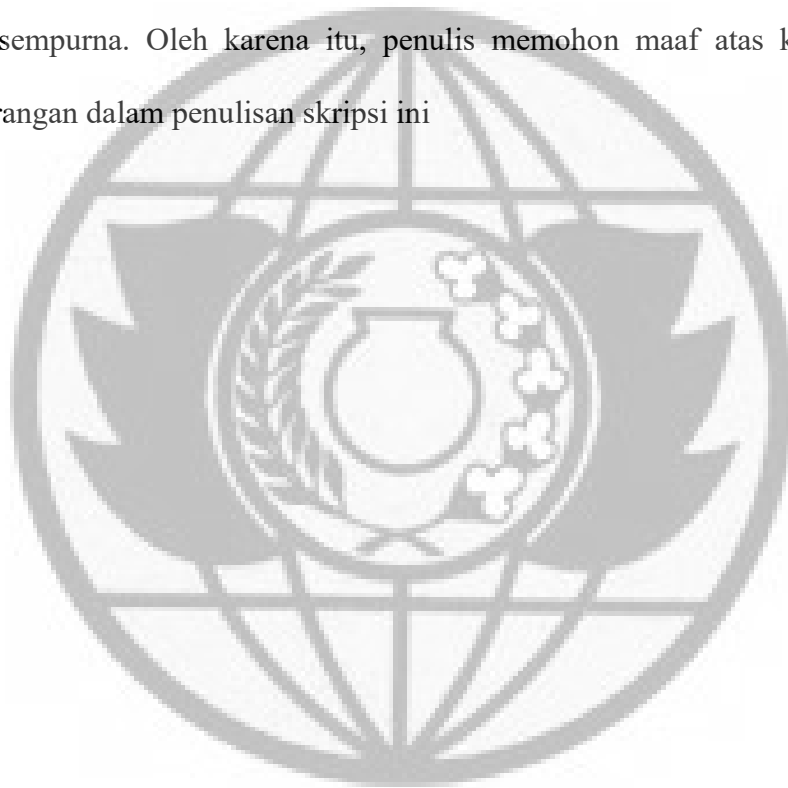 sempurna. Oleh karena itu, penulis memohon maaf atas k
rangan dalam penulisan skripsi ini